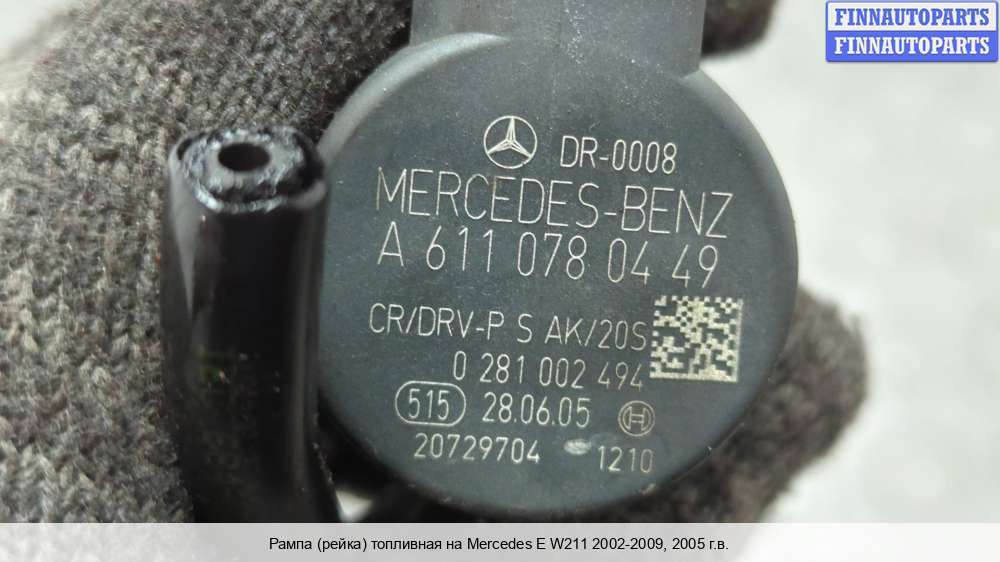 FINNAUTOPARTS
FINNAUTOPARTS
DR-0008
MERCEDES-BENZ
A 611 078 04 49
CR/DRV-P S AK/20S
0 281 002 494
515 28.06.05
20729704 1210
Рампа (рейка) топливная на Mercedes E W211 2002-2009, 2005 г.в.